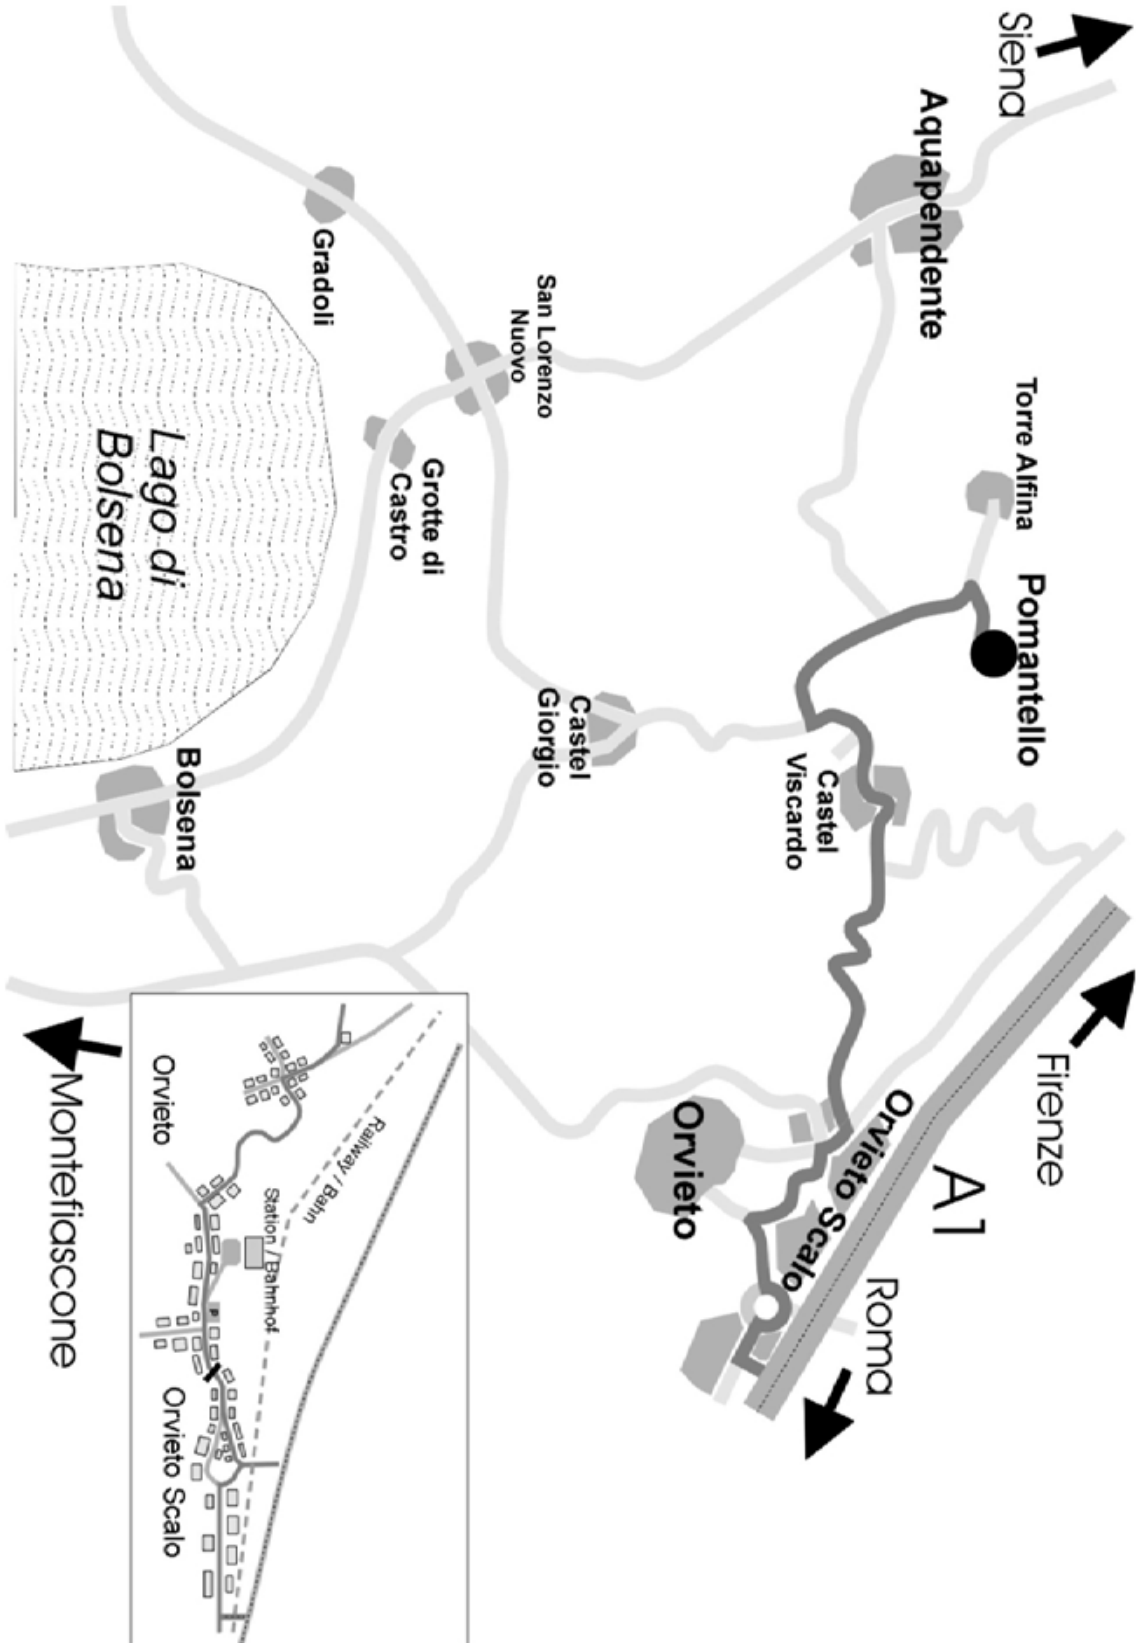 Siena
Aquapendente
Torre Alfina
Pomantello
Firenze
A1
Roma
San Lorenzo
Nuovo
Gradoli
Grotte di
Castro
Castel
Giorgio
Castel
Viscardo
Orvieto Scalo
Orvieto
Lago di
Bolsena
Bolsena
Montefiascone
Railway / Bahn
Station / Bahnhof
P
Orvieto
Orvieto Scalo